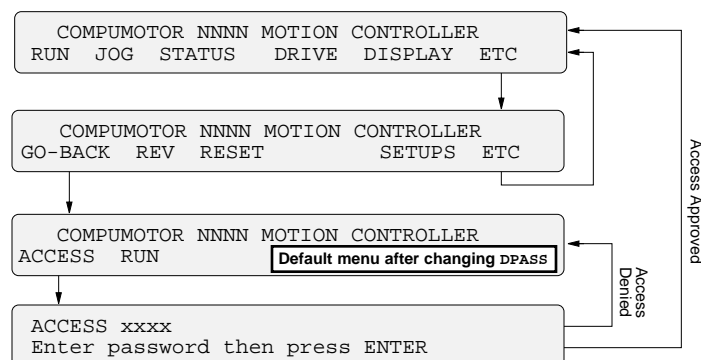 COMPUMOTOR NNNN MOTION CONTROLLER
RUN JOG STATUS DRIVE DISPLAY ETC
COMPUMOTOR NNNN MOTION CONTROLLER
GO-BACK REV RESET SETUPS ETC
COMPUMOTOR NNNN MOTION CONTROLLER
ACCESS RUN
Default menu after changing DPASS
ACCESS xxxx
Enter password then press ENTER
Access Denied
Access Approved